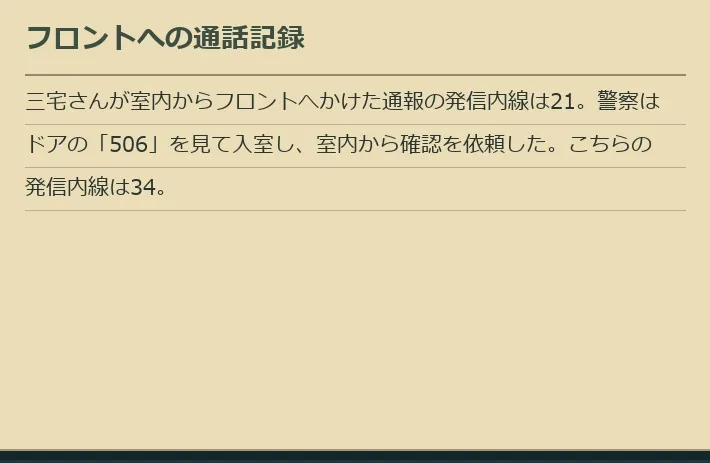 フロントへの通話記録
三宅さんが室内からフロントへかけた通報の発信内線は21。警察は
ドアの「506」を見て入室し、室内から確認を依頼した。こちらの
発信内線は34。